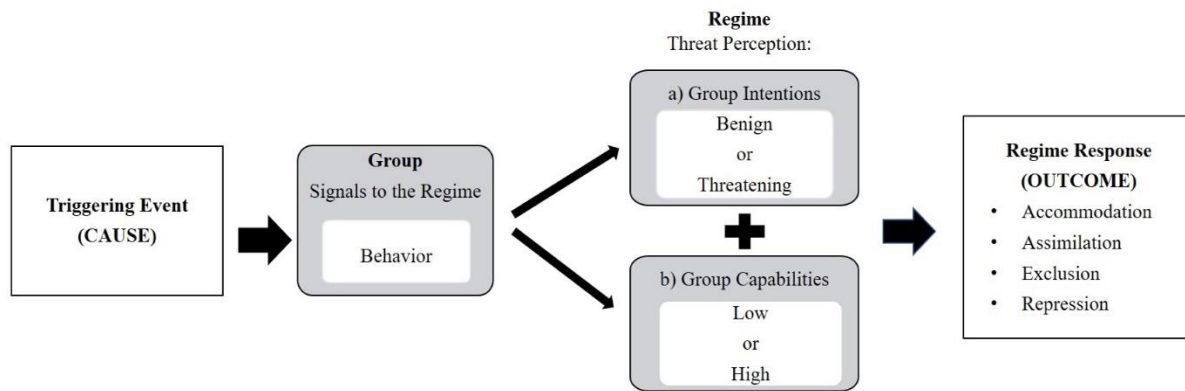 Triggering Event
(CAUSE)
Group
Signals to the Regime
Behavior
Regime
Threat Perception:
a) Group Intentions
Benign
or
Threatening
b) Group Capabilities
Low
or
High
Regime Response
(OUTCOME)
• Accommodation
• Assimilation
• Exclusion
• Repression